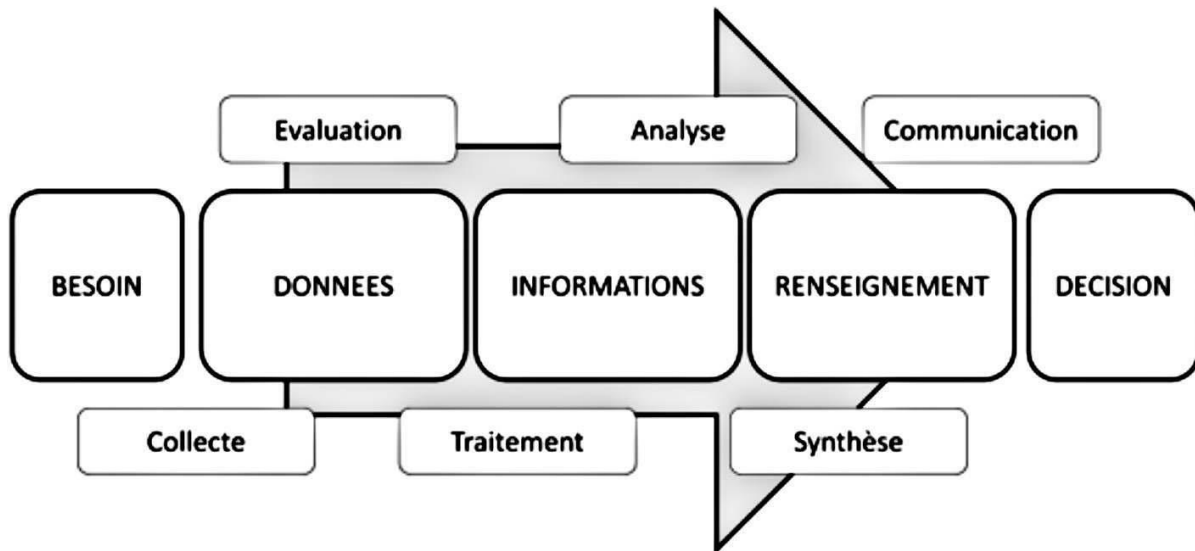 Evaluation
Analyse
Communication
BESOIN
DONNEES
INFORMATIONS
RENSEIGNEMENT
DECISION
Collecte
Traitement
Synthèse